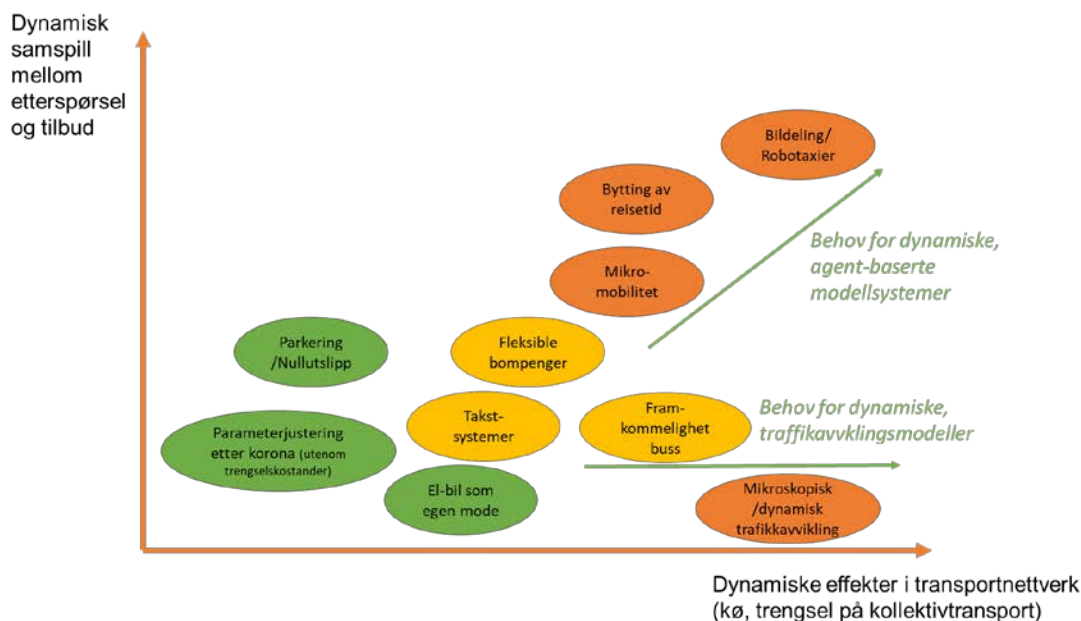 Dynamisk
samspill
mellom
etterspørsel
og tilbud
Bildeling/
Robotaxier
Bytting av
reisetid
Behov for dynamiske,
agent-baserte
modellsystemer
Mikro-
mobilitet
Parkering
/Nullutslipp
Fleksible
bompenger
Takst-
systemer
Fram-
kommelighet
buss
Behov for dynamiske,
traffikavvklingsmodeller
Parameterjustering
etter korona (utenom
trengselskostander)
El-bil som
egen mode
Mikroskopisk
/dynamisk
trafikkavvikling
Dynamiske effekter i transportnettverk
(kø, trengsel på kollektivtransport)